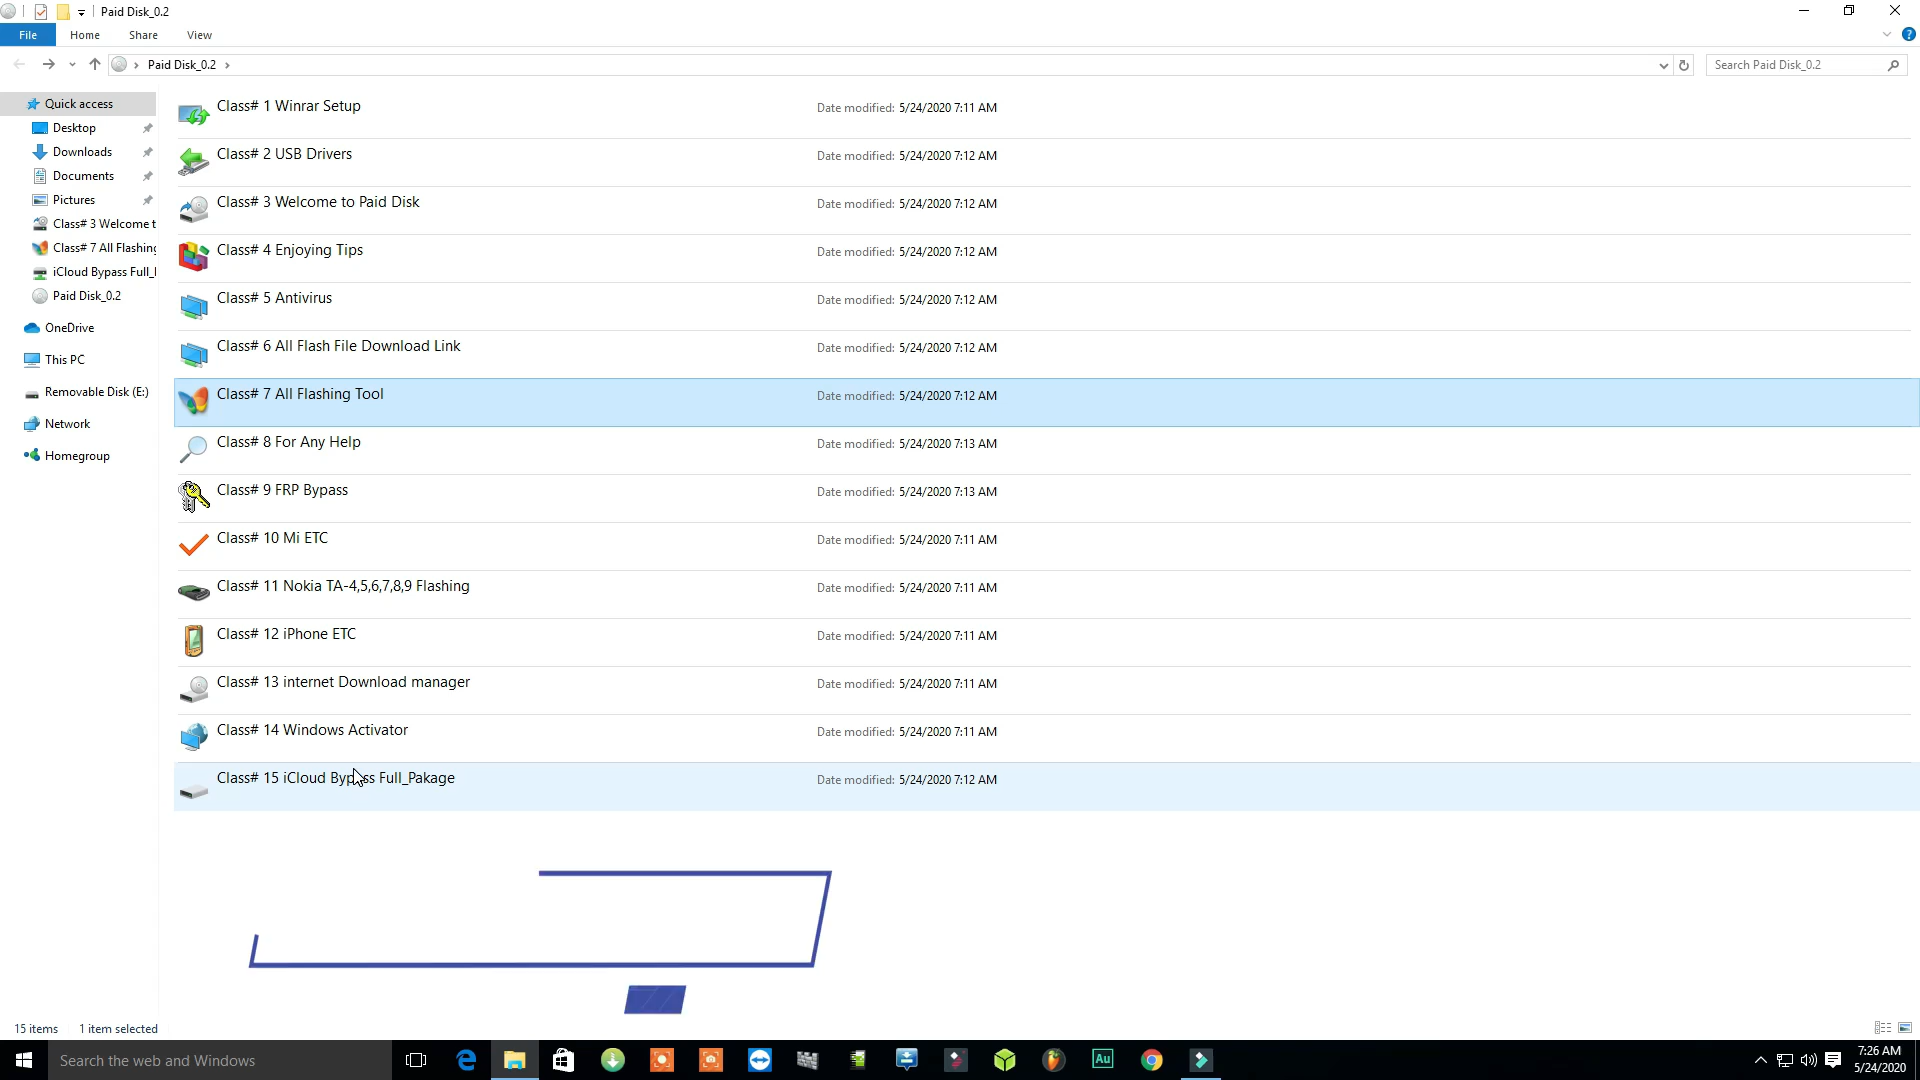 Paid Disk_0.2
File Home Share View
Paid Disk_0.2
Search Paid Disk_0.2
Quick access
Desktop
Downloads
Documents
Pictures
Class# 3 Welcome t
Class# 7 All Flashing
iCloud Bypass Full_
Paid Disk_0.2
OneDrive
This PC
Removable Disk (E:)
Network
Homegroup
Class# 1 Winrar Setup Date modified: 5/24/2020 7:11 AM
Class# 2 USB Drivers Date modified: 5/24/2020 7:12 AM
Class# 3 Welcome to Paid Disk Date modified: 5/24/2020 7:12 AM
Class# 4 Enjoying Tips Date modified: 5/24/2020 7:12 AM
Class# 5 Antivirus Date modified: 5/24/2020 7:12 AM
Class# 6 All Flash File Download Link Date modified: 5/24/2020 7:12 AM
Class# 7 All Flashing Tool Date modified: 5/24/2020 7:12 AM
Class# 8 For Any Help Date modified: 5/24/2020 7:13 AM
Class# 9 FRP Bypass Date modified: 5/24/2020 7:13 AM
Class# 10 Mi ETC Date modified: 5/24/2020 7:11 AM
Class# 11 Nokia TA-4,5,6,7,8,9 Flashing Date modified: 5/24/2020 7:11 AM
Class# 12 iPhone ETC Date modified: 5/24/2020 7:11 AM
Class# 13 internet Download manager Date modified: 5/24/2020 7:11 AM
Class# 14 Windows Activator Date modified: 5/24/2020 7:11 AM
Class# 15 iCloud Bypass Full_Pakage Date modified: 5/24/2020 7:12 AM
15 items 1 item selected
Search the web and Windows
Au
7:26 AM
5/24/2020